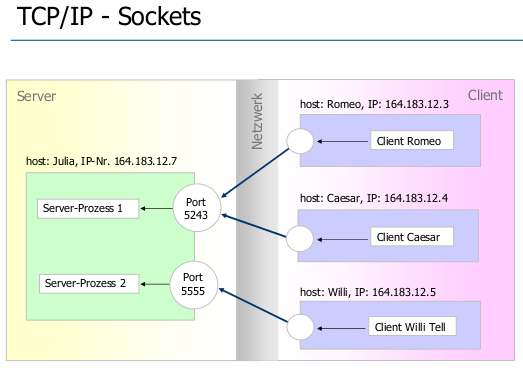 TCP/IP - Sockets
Server
Netzwerk
Client
host: Julia, IP-Nr. 164.183.12.7
Server-Prozess 1
Port
5243
Server-Prozess 2
Port
5555
host: Romeo, IP: 164.183.12.3
Client Romeo
host: Caesar, IP: 164.183.12.4
Client Caesar
host: Willi, IP: 164.183.12.5
Client Willi Tell